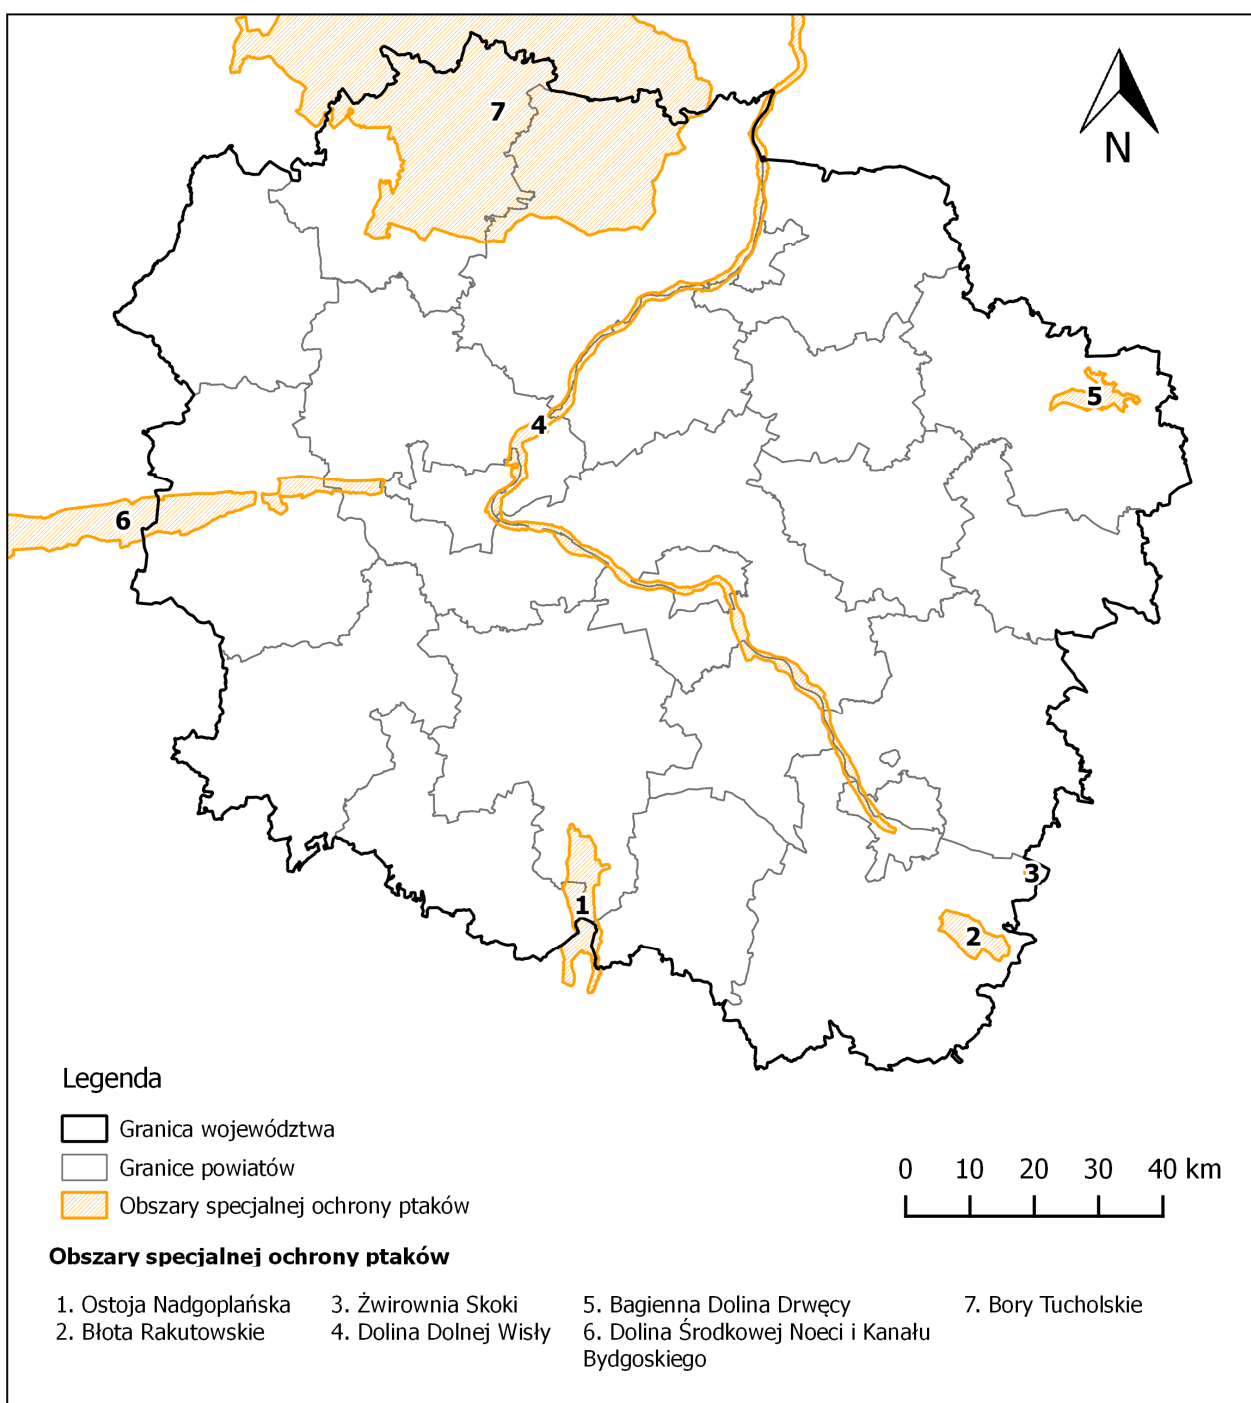 7
N
5
4
6
3
1
2
Legenda
Granica województwa
Granice powiatów
Obszary specjalnej ochrony ptaków
0 10 20 30 40 km
Obszary specjalnej ochrony ptaków
1. Ostoja Nadgoplańska
2. Błota Rakutowskie
3. Żwirownia Skoki
4. Dolina Dolnej Wisły
5. Bagienna Dolina Drwęcy
6. Dolina Środkowej Noeci i Kanału
Bydgoskiego
7. Bory Tucholskie